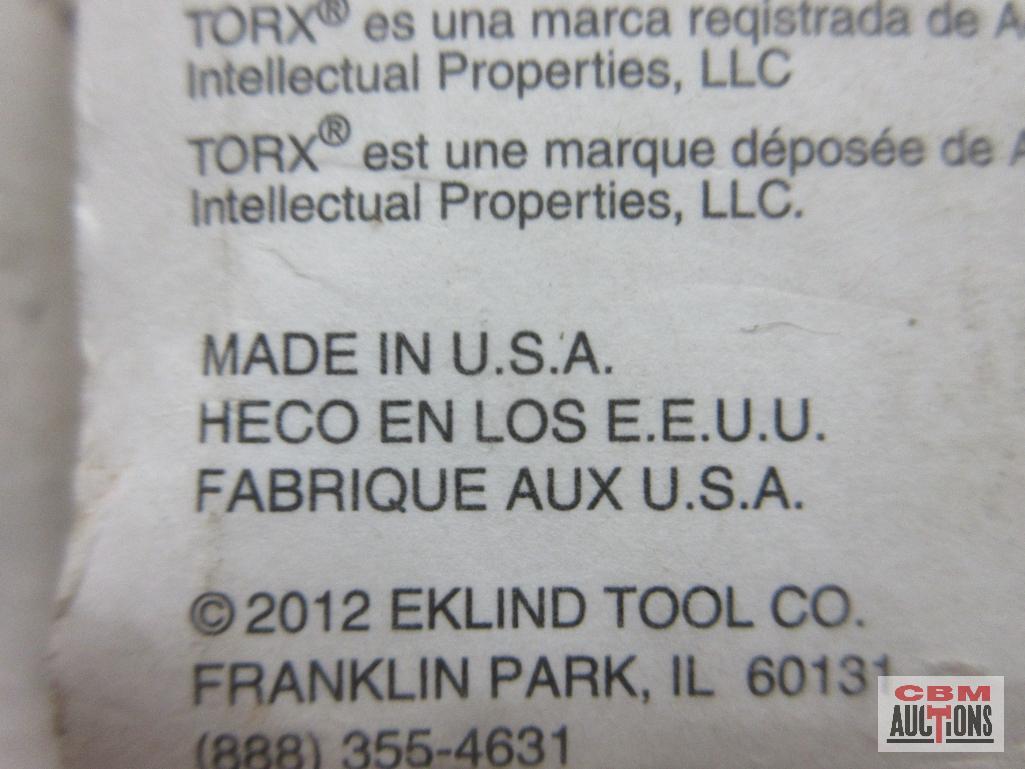 TORX® es una marca registrada de
Intellectual Properties, LLC
TORX® est une marque déposée de
Intellectual Properties, LLC.
MADE IN U.S.A.
HECO EN LOS E.E.U.U.
FABRIQUE AUX U.S.A.
© 2012 EKLIND TOOL CO.
FRANKLIN PARK, IL 60131
(888) 355-4631
CBM
AUCTIONS